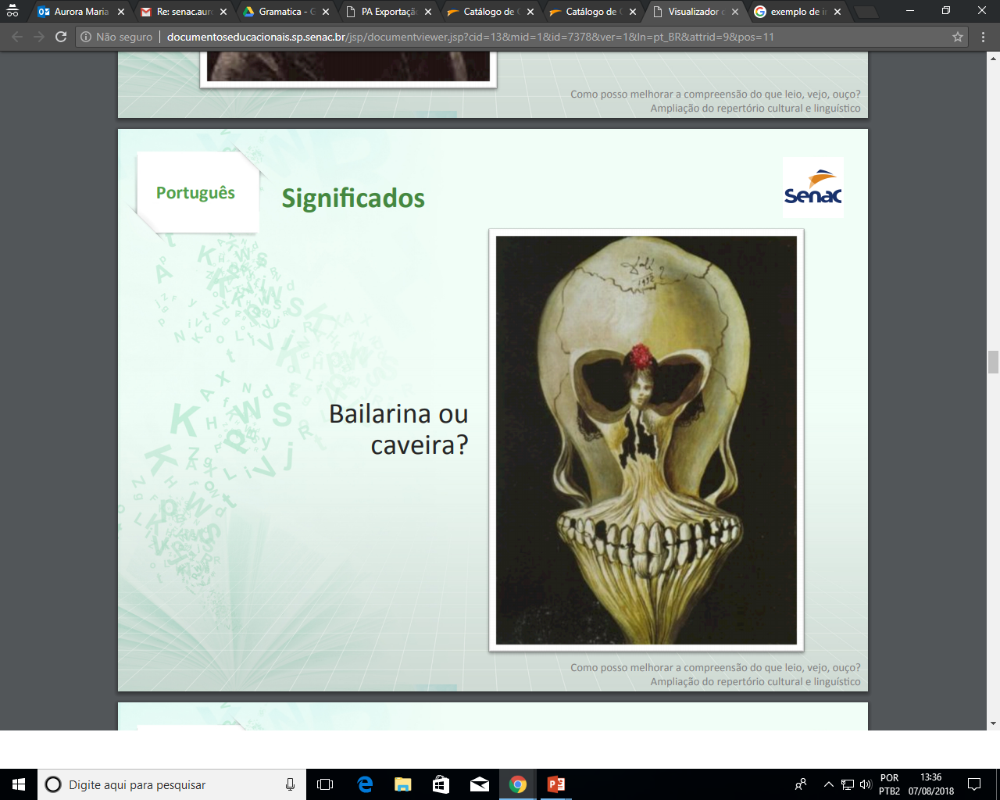 Aurora Maria
Re: senac.auro
Gramatica - G
PA Exportação
Catálogo de C
Catálogo de C
Visualizador d
exemplo de in
Não seguro | documentoseducacionais.sp.senac.br/jsp/documentviewer.jsp?cid=13&mid=1&id=7378&ver=1&ln=pt_BR&attrid=9&pos=11
Como posso melhorar a compreensão do que leio, vejo, ouço?
Ampliação do repertório cultural e linguístico
Português
Significados
senac
Bailarina ou
caveira?
Como posso melhorar a compreensão do que leio, vejo, ouço?
Ampliação do repertório cultural e linguístico
Digite aqui para pesquisar
POR
PTB2
13:36
07/08/2018